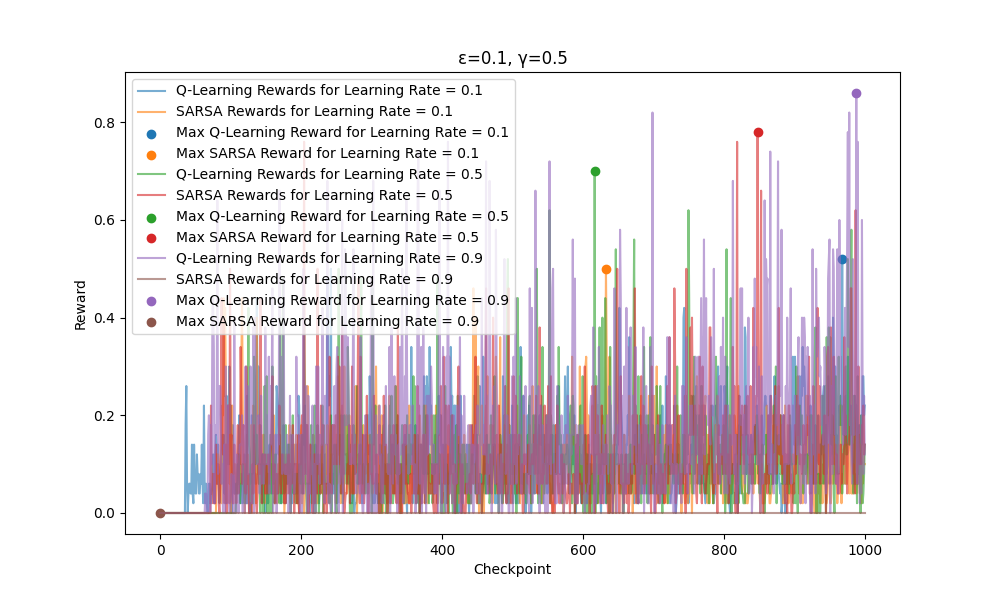 ε=0.1, γ=0.5
Q-Learning Rewards for Learning Rate = 0.1
SARSA Rewards for Learning Rate = 0.1
Max Q-Learning Reward for Learning Rate = 0.1
Max SARSA Reward for Learning Rate = 0.1
Q-Learning Rewards for Learning Rate = 0.5
SARSA Rewards for Learning Rate = 0.5
Max Q-Learning Reward for Learning Rate = 0.5
Max SARSA Reward for Learning Rate = 0.5
Q-Learning Rewards for Learning Rate = 0.9
SARSA Rewards for Learning Rate = 0.9
Max Q-Learning Reward for Learning Rate = 0.9
Max SARSA Reward for Learning Rate = 0.9
Reward
0.8
0.6
0.4
0.2
0.0
0 200 400 600 800 1000
Checkpoint